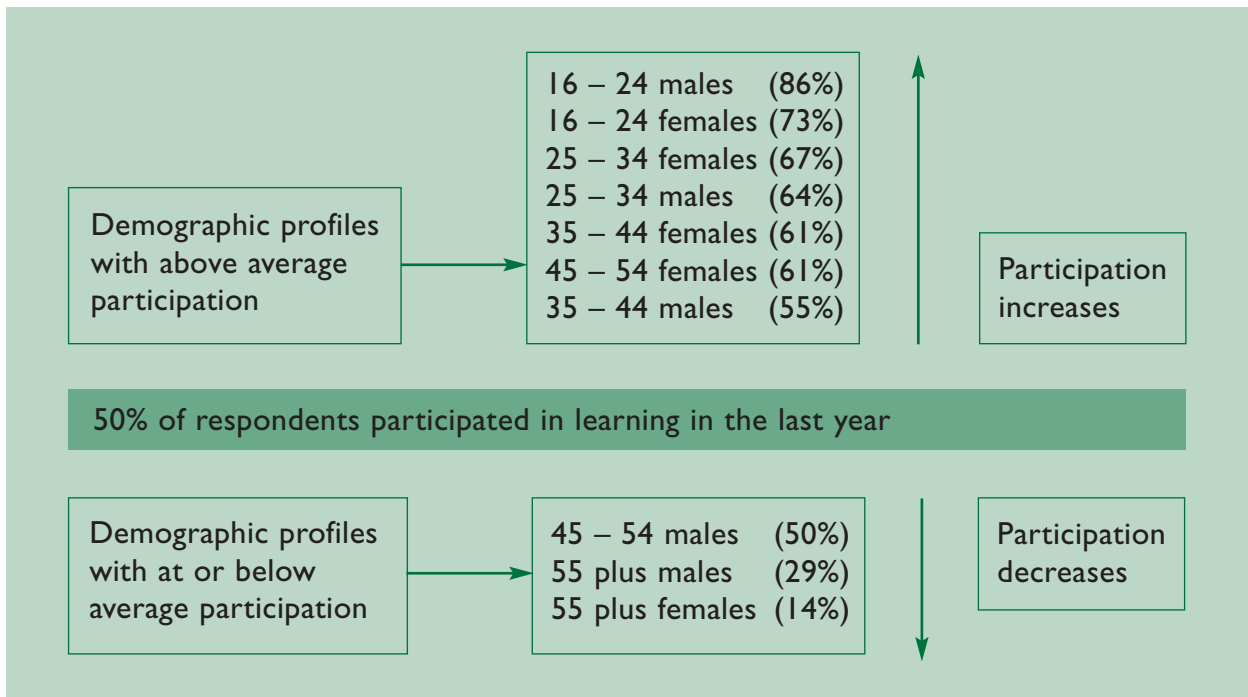 16 – 24 males (86%)
16 – 24 females (73%)
25 – 34 females (67%)
25 – 34 males (64%)
35 – 44 females (61%)
45 – 54 females (61%)
35 – 44 males (55%)
Demographic profiles
with above average
participation
Participation
increases
50% of respondents participated in learning in the last year
Demographic profiles
with at or below
average participation
45 – 54 males (50%)
55 plus males (29%)
55 plus females (14%)
Participation
decreases